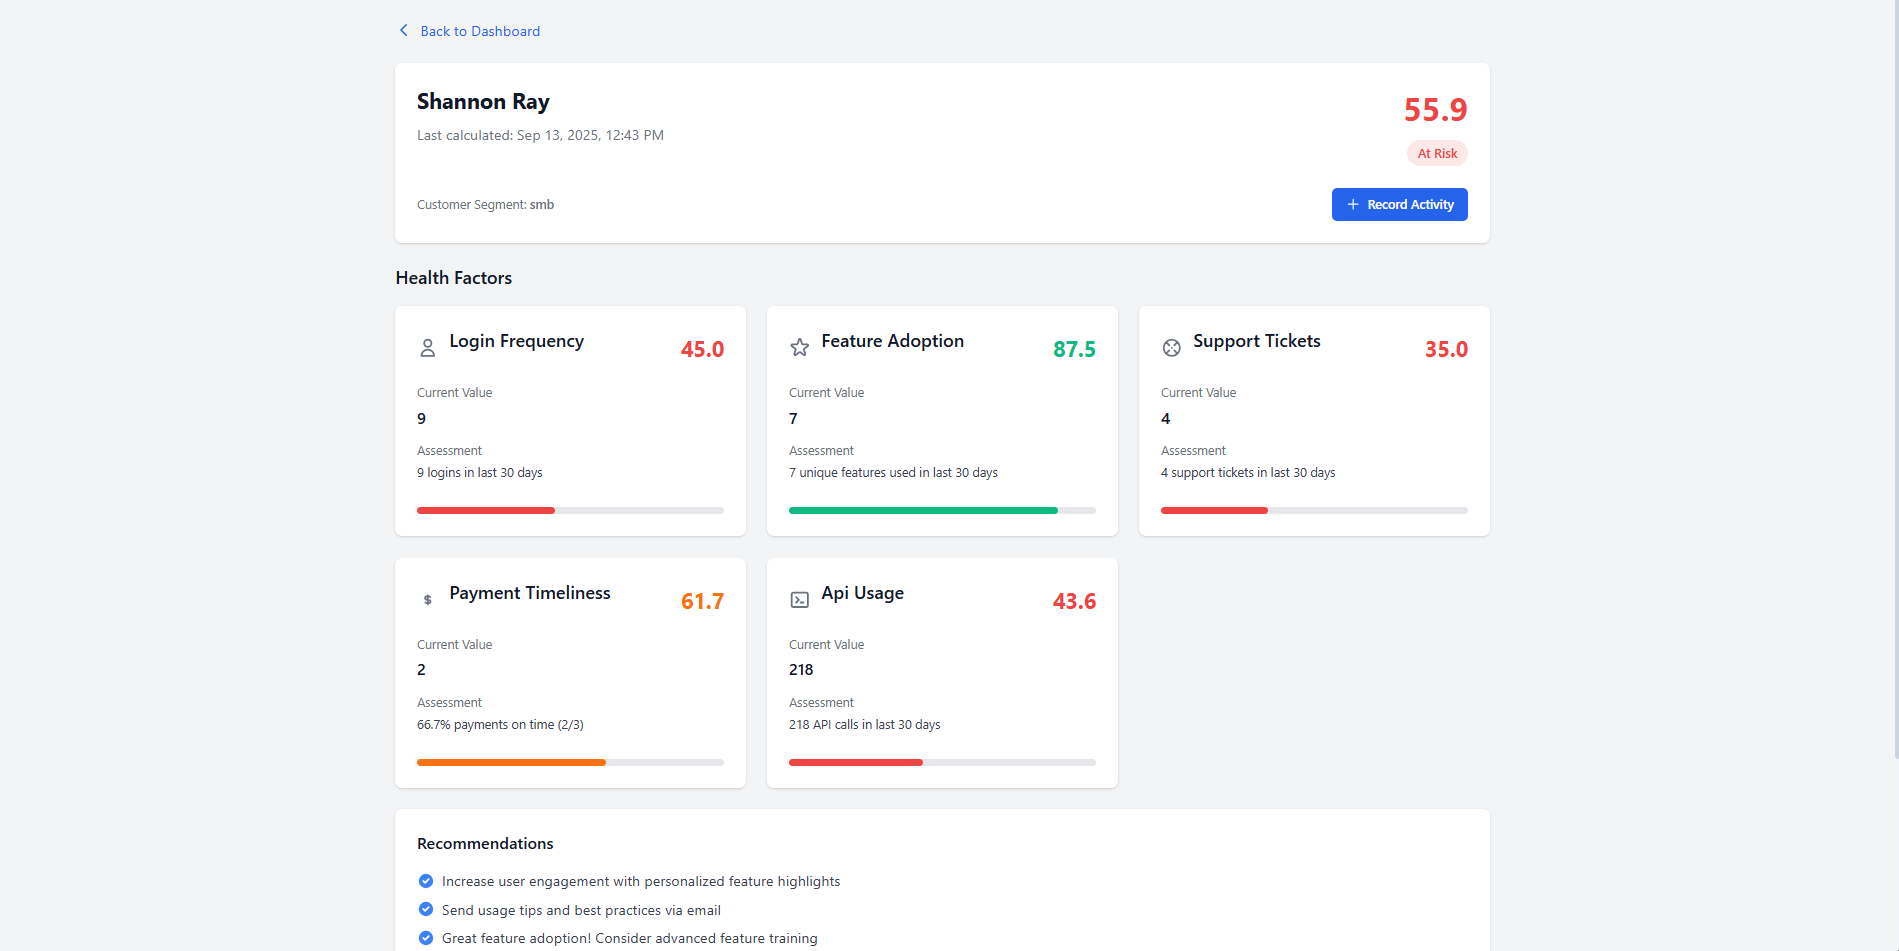 Back to Dashboard
Shannon Ray
55.9
Last calculated: Sep 13, 2025, 12:43 PM
At Risk
Customer Segment: smb
Record Activity
Health Factors
Login Frequency
45.0
Current Value
9
Assessment
9 logins in last 30 days
Feature Adoption
87.5
Current Value
7
Assessment
7 unique features used in last 30 days
Support Tickets
35.0
Current Value
4
Assessment
4 support tickets in last 30 days
$
Payment Timeliness
61.7
Current Value
2
Assessment
66.7% payments on time (2/3)
Api Usage
43.6
Current Value
218
Assessment
218 API calls in last 30 days
Recommendations
Increase user engagement with personalized feature highlights
Send usage tips and best practices via email
Great feature adoption! Consider advanced feature training